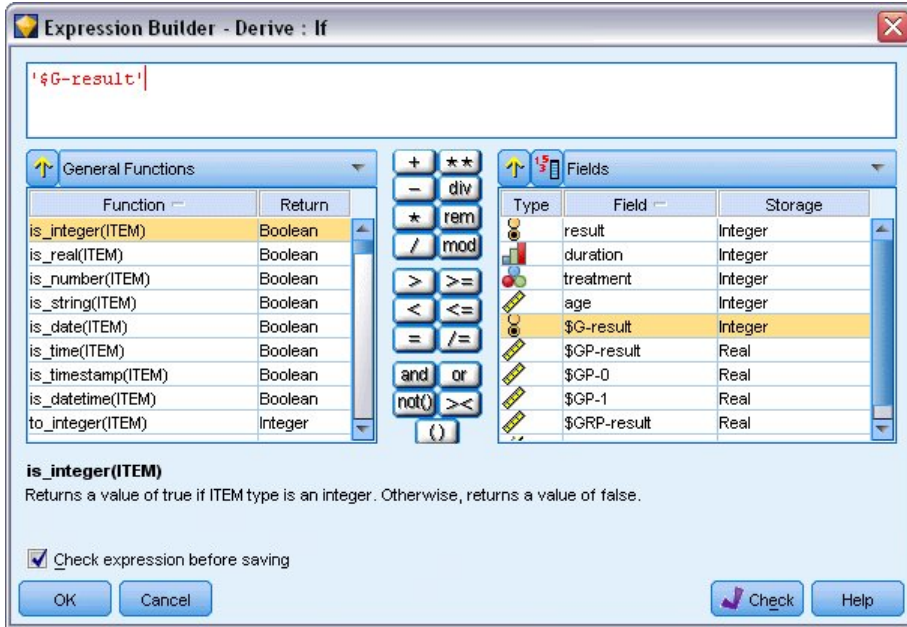 Expression Builder - Derive : If
'$G-result'
General Functions
Fields
Function Return
is_integer(ITEM) Boolean
is_real(ITEM) Boolean
is_number(ITEM) Boolean
is_string(ITEM) Boolean
is_date(ITEM) Boolean
is_time(ITEM) Boolean
is_timestamp(ITEM) Boolean
is_datetime(ITEM) Boolean
to_integer(ITEM) Integer
+ **
- div
* rem
/ mod
> >=
< <=
= /=
and or
not() ><
()
Type Field Storage
result Integer
duration Integer
treatment Integer
age Integer
$G-result Integer
$GP-result Real
$GP-0 Real
$GP-1 Real
$GRP-result Real
is_integer(ITEM)
Returns a value of true if ITEM type is an integer. Otherwise, returns a value of false.
Check expression before saving
OK Cancel Check Help